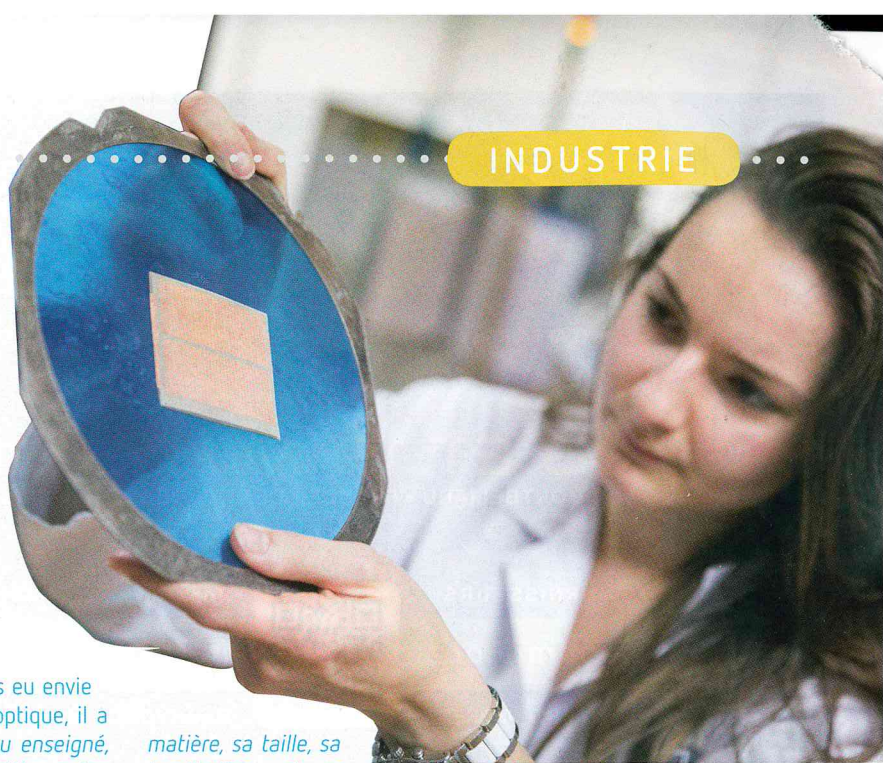 INDUSTRIE
eu envie
optique, il a
enseigné,
matière, sa taille, sa